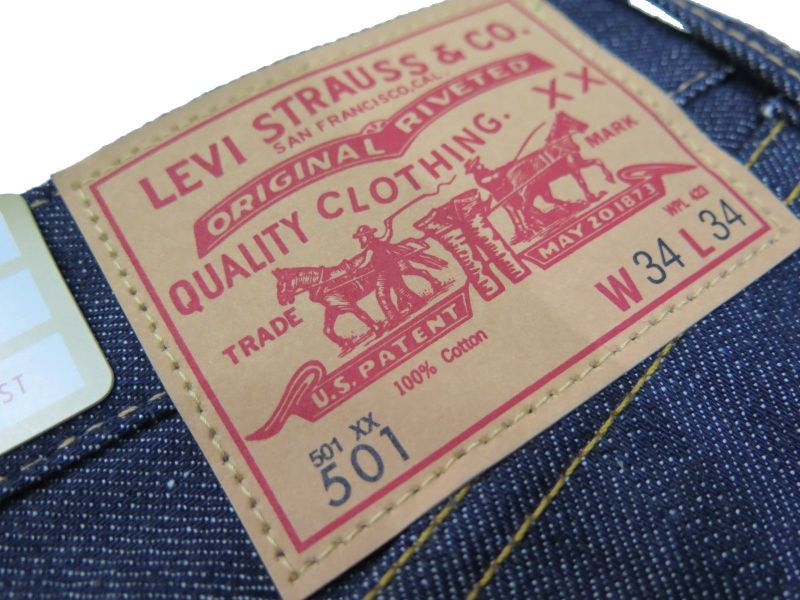 LEVI STRAUSS & CO.
SAN FRANCISCO, CAL.
ORIGINAL RIVETED
QUALITY CLOTHING.
XX
TRADE MARK
U.S. PATENT MAY 20 1873
100% Cotton
WPL 423
W 34 L 34
501 XX
501
ST